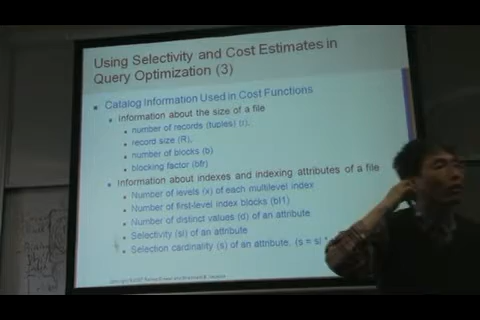 Using Selectivity and Cost Estimates in
Query Optimization (3)
Catalog Information Used in Cost Functions
Information about the size of a file
number of records (tuples) (r),
record size (R),
number of blocks (b)
blocking factor (bfr)
Information about indexes and indexing attributes of a file
Number of levels (x) of each multilevel index
Number of first-level index blocks (bI1)
Number of distinct values (d) of an attribute
Selectivity (sl) of an attribute
Selection cardinality (s) of an attribute. (s = sl *